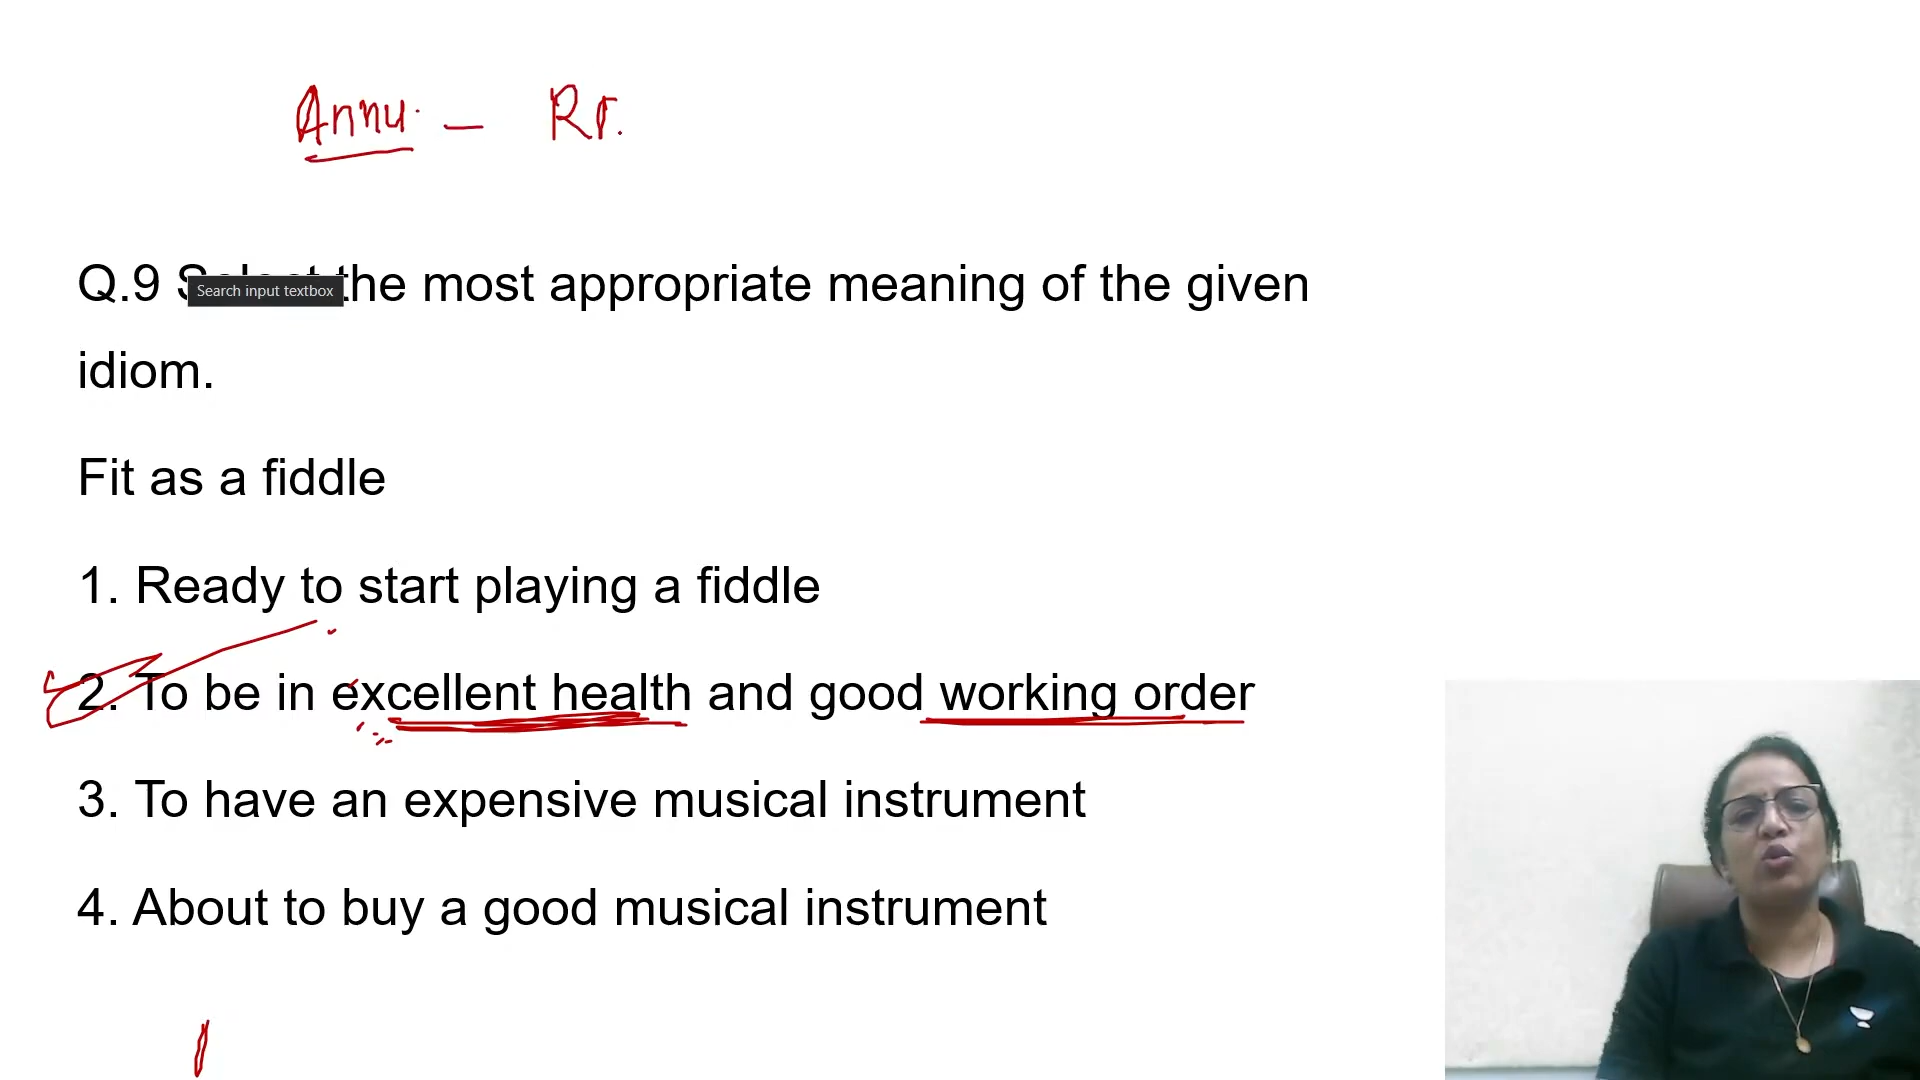 Annu. - Rr.
Q.9 Select the most appropriate meaning of the given
Search input textbox
idiom.
Fit as a fiddle
1. Ready to start playing a fiddle
2. To be in excellent health and good working order
3. To have an expensive musical instrument
4. About to buy a good musical instrument